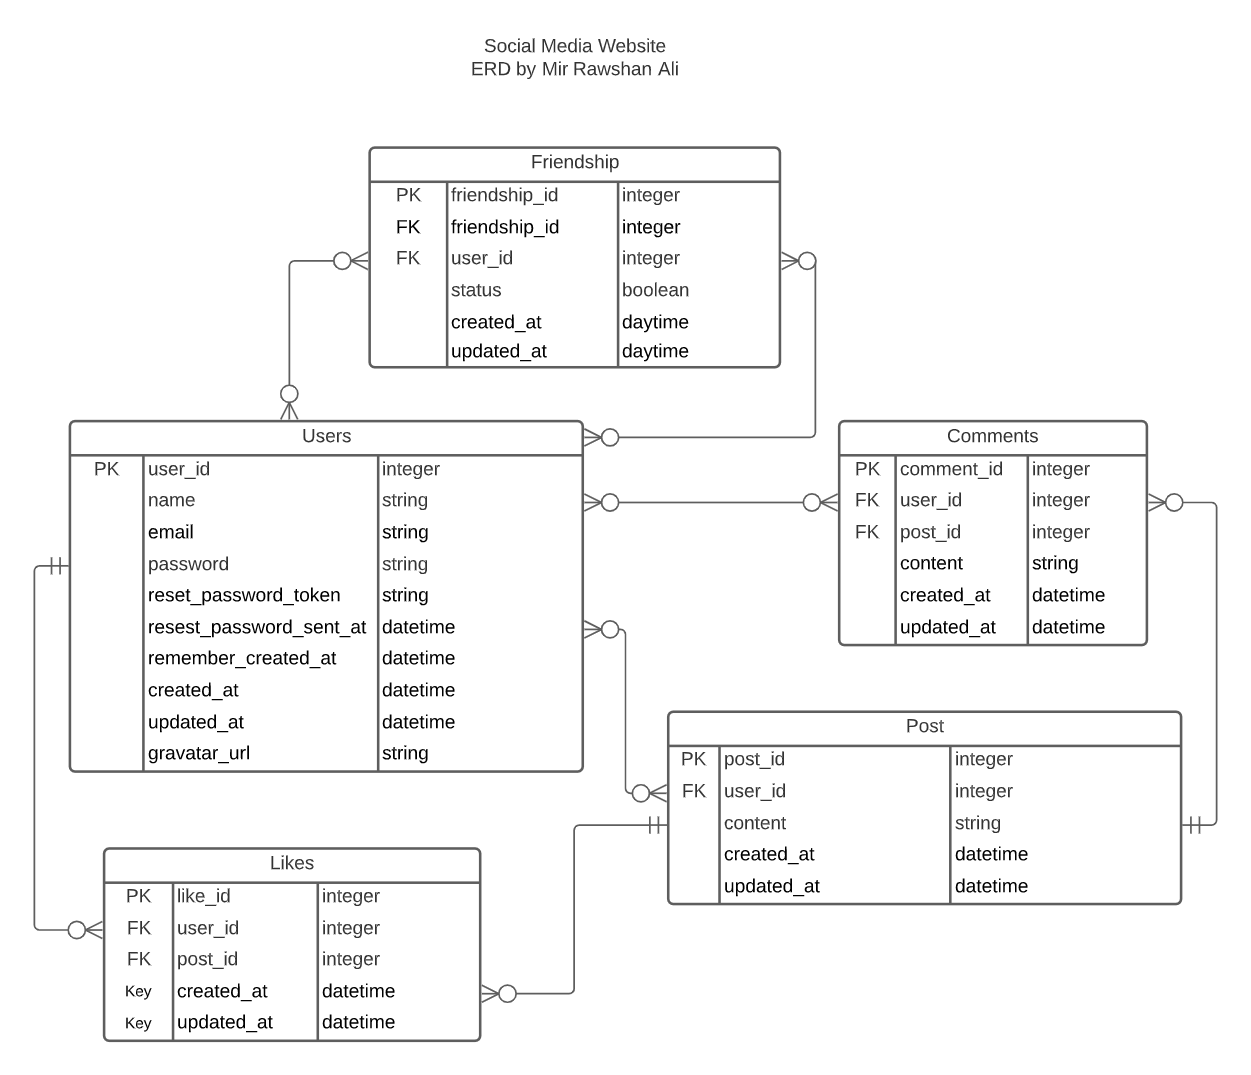 Social Media Website
ERD by Mir Rawshan Ali
Friendship
PK friendship_id integer
FK friendship_id integer
FK user_id integer
status boolean
created_at daytime
updated_at daytime
Users
PK user_id integer
name string
email string
password string
reset_password_token string
resest_password_sent_at datetime
remember_created_at datetime
created_at datetime
updated_at datetime
gravatar_url string
Comments
PK comment_id integer
FK user_id integer
FK post_id integer
content string
created_at datetime
updated_at datetime
Post
PK post_id integer
FK user_id integer
content string
created_at datetime
updated_at datetime
Likes
PK like_id integer
FK user_id integer
FK post_id integer
Key created_at datetime
Key updated_at datetime